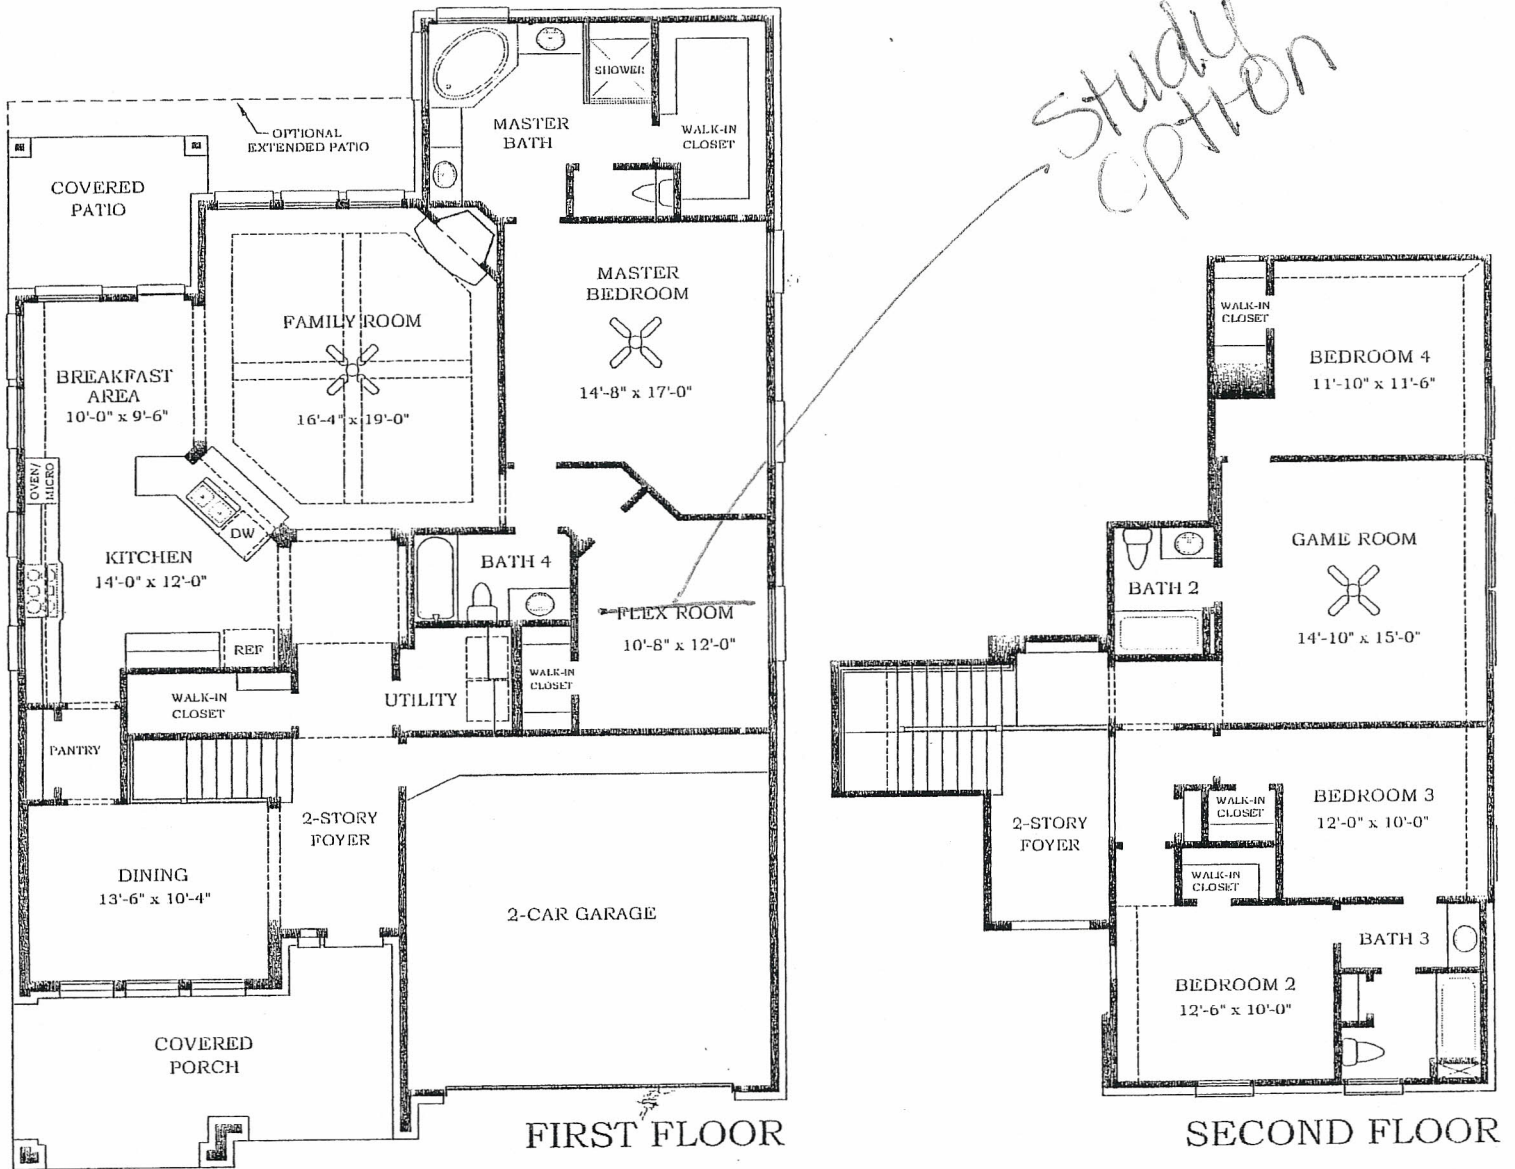 Study
option
OPTIONAL
EXTENDED PATIO
COVERED
PATIO
MASTER
BATH
SHOWER
WALK-IN
CLOSET
MASTER
BEDROOM
14'-8" x 17'-0"
FAMILY ROOM
16'-4" x 19'-0"
BREAKFAST
AREA
10'-0" x 9'-6"
OVEN/
MICRO
DW
KITCHEN
14'-0" x 12'-0"
REF
BATH 4
FLEX ROOM
10'-8" x 12'-0"
WALK-IN
CLOSET
UTILITY
WALK-IN
CLOSET
PANTRY
2-STORY
FOYER
DINING
13'-6" x 10'-4"
2-CAR GARAGE
COVERED
PORCH
FIRST FLOOR
WALK-IN
CLOSET
BEDROOM 4
11'-10" x 11'-6"
GAME ROOM
14'-10" x 15'-0"
BATH 2
2-STORY
FOYER
WALK-IN
CLOSET
BEDROOM 3
12'-0" x 10'-0"
WALK-IN
CLOSET
BATH 3
BEDROOM 2
12'-6" x 10'-0"
SECOND FLOOR